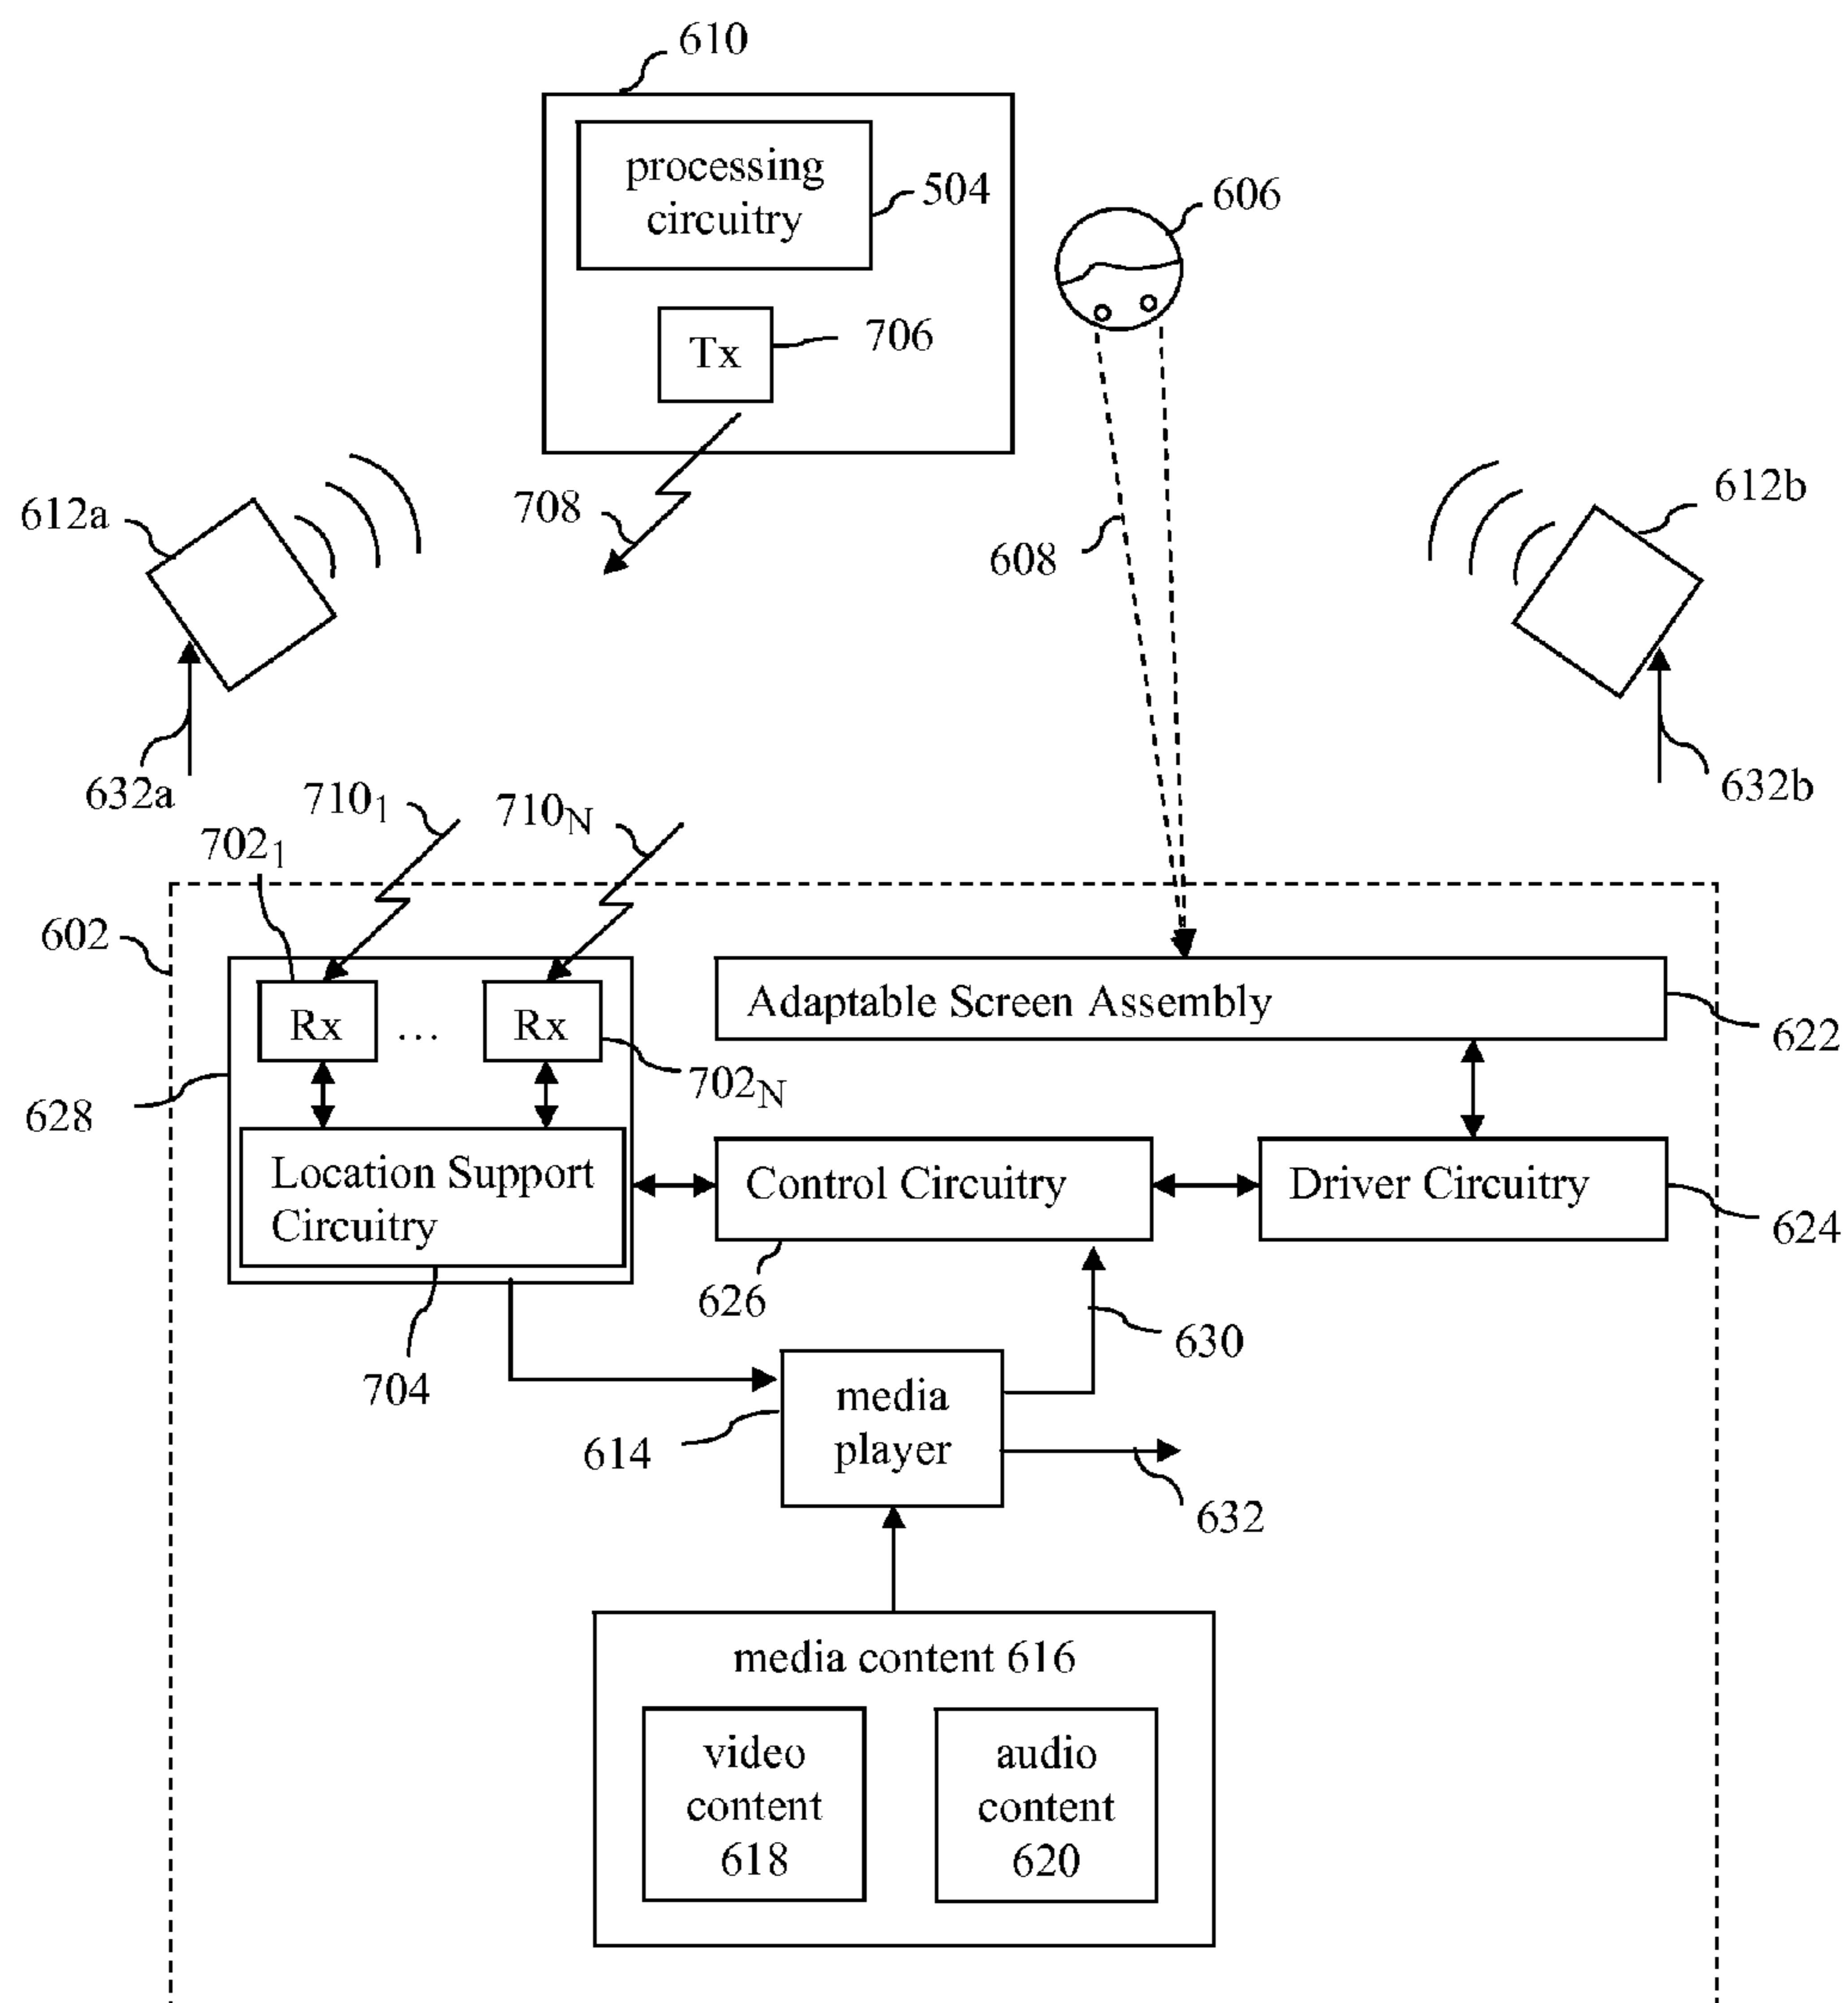 610
processing
circuitry
504
606
Tx
706
612a
708
608
612b
632a
710₁
710N
632b
702₁
602
Adaptable Screen Assembly
622
Rx
...
Rx
702N
628
Location Support
Circuitry
Control Circuitry
Driver Circuitry
624
626
630
704
media
player
614
632
media content 616
video
content
618
audio
content
620